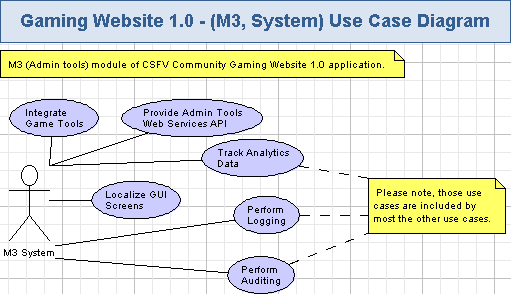 Gaming Website 1.0 - (M3, System) Use Case Diagram
M3 (Admin tools) module of CSFV Community Gaming Website 1.0 application.
Integrate
Game Tools
Provide Admin Tools
Web Services API
Track Analytics
Data
Localize GUI
Screens
Please note, those use
cases are included by
most the other use cases.
Perform
Logging
M3 System
Perform
Auditing